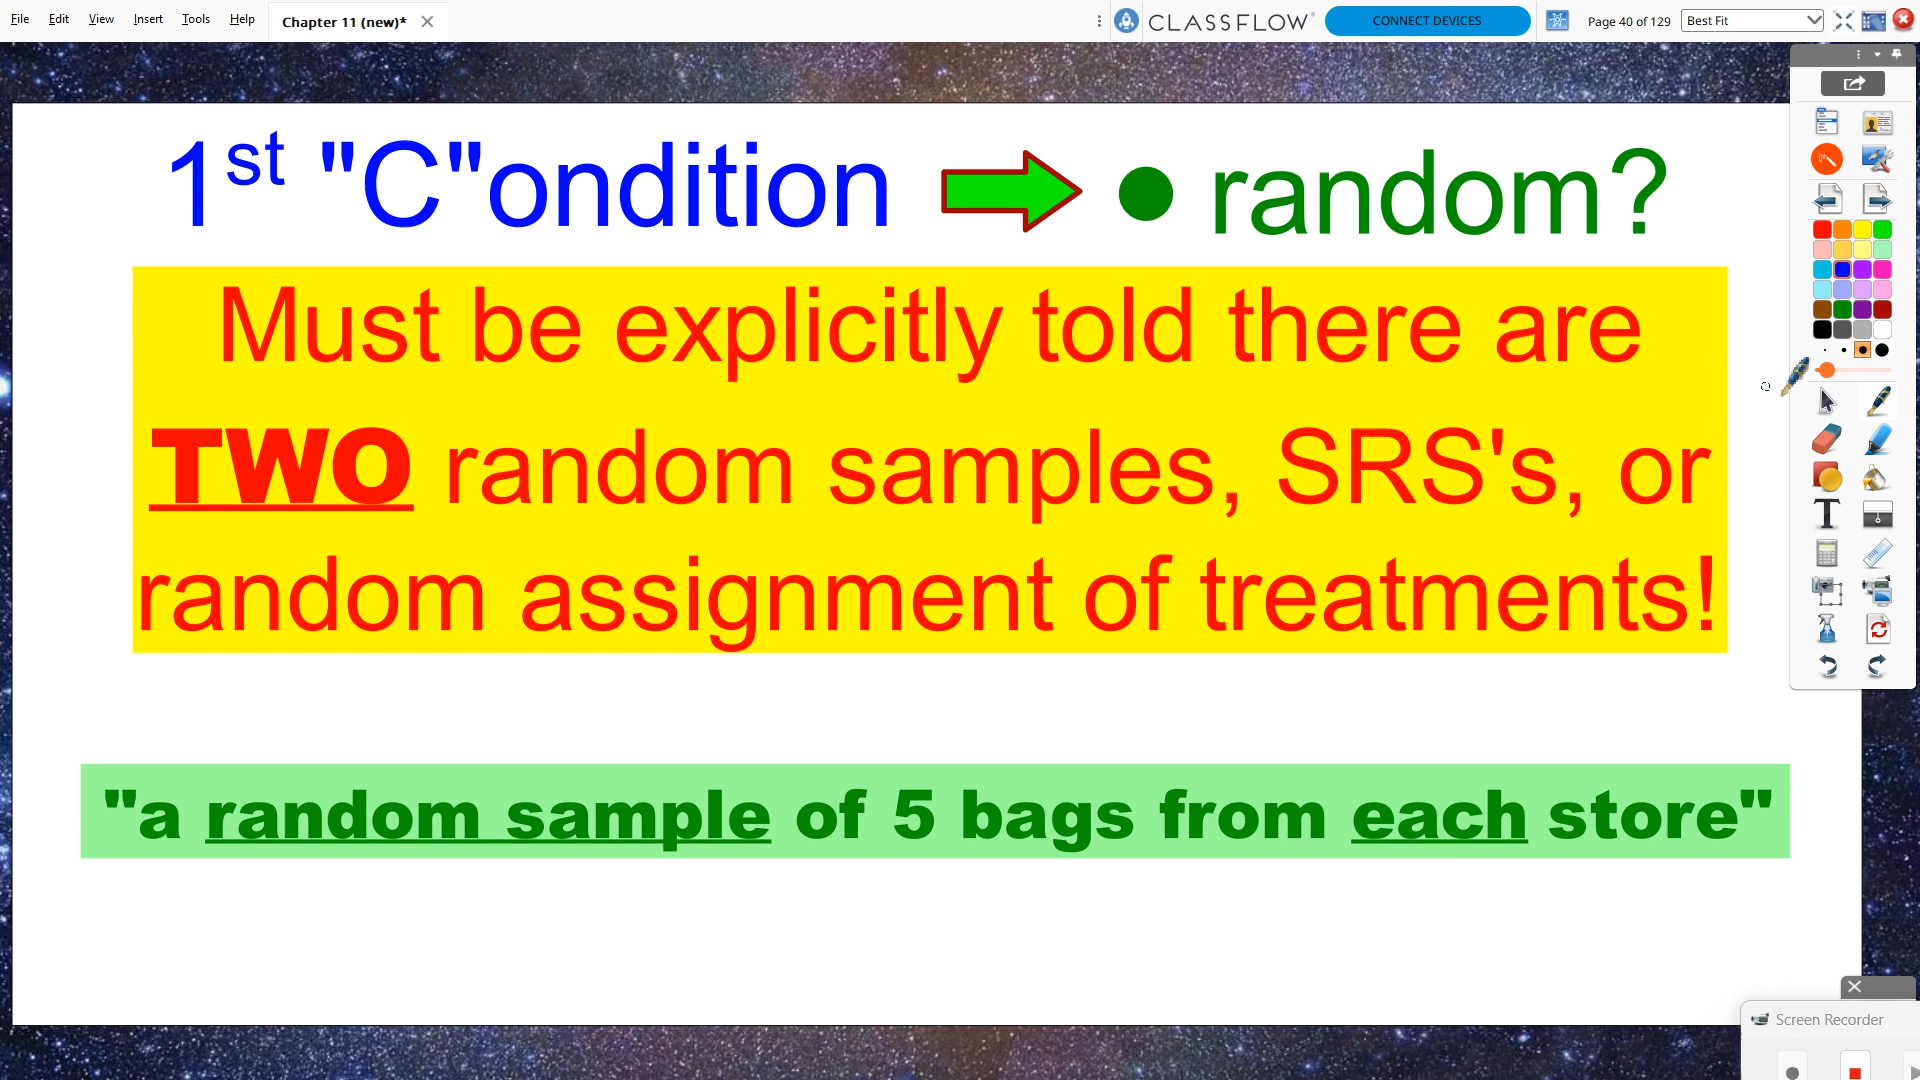 File Edit View Insert Tools Help Chapter 11 (new)* CLASSFLOW CONNECT DEVICES Page 40 of 129 Best Fit
1st "C"ondition • random?
Must be explicitly told there are
TWO random samples, SRS's, or
random assignment of treatments!
"a random sample of 5 bags from each store"
Screen Recorder